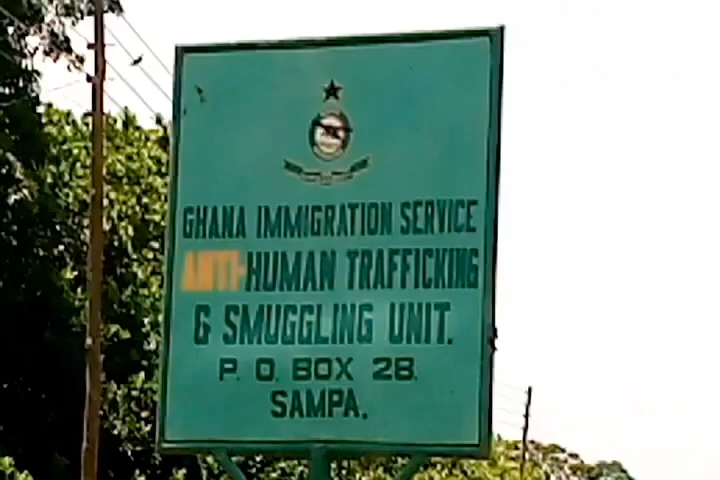 GHANA IMMIGRATION SERVICE
ANTI-HUMAN TRAFFICKING
& SMUGGLING UNIT.
P. O. BOX 28.
SAMPA.